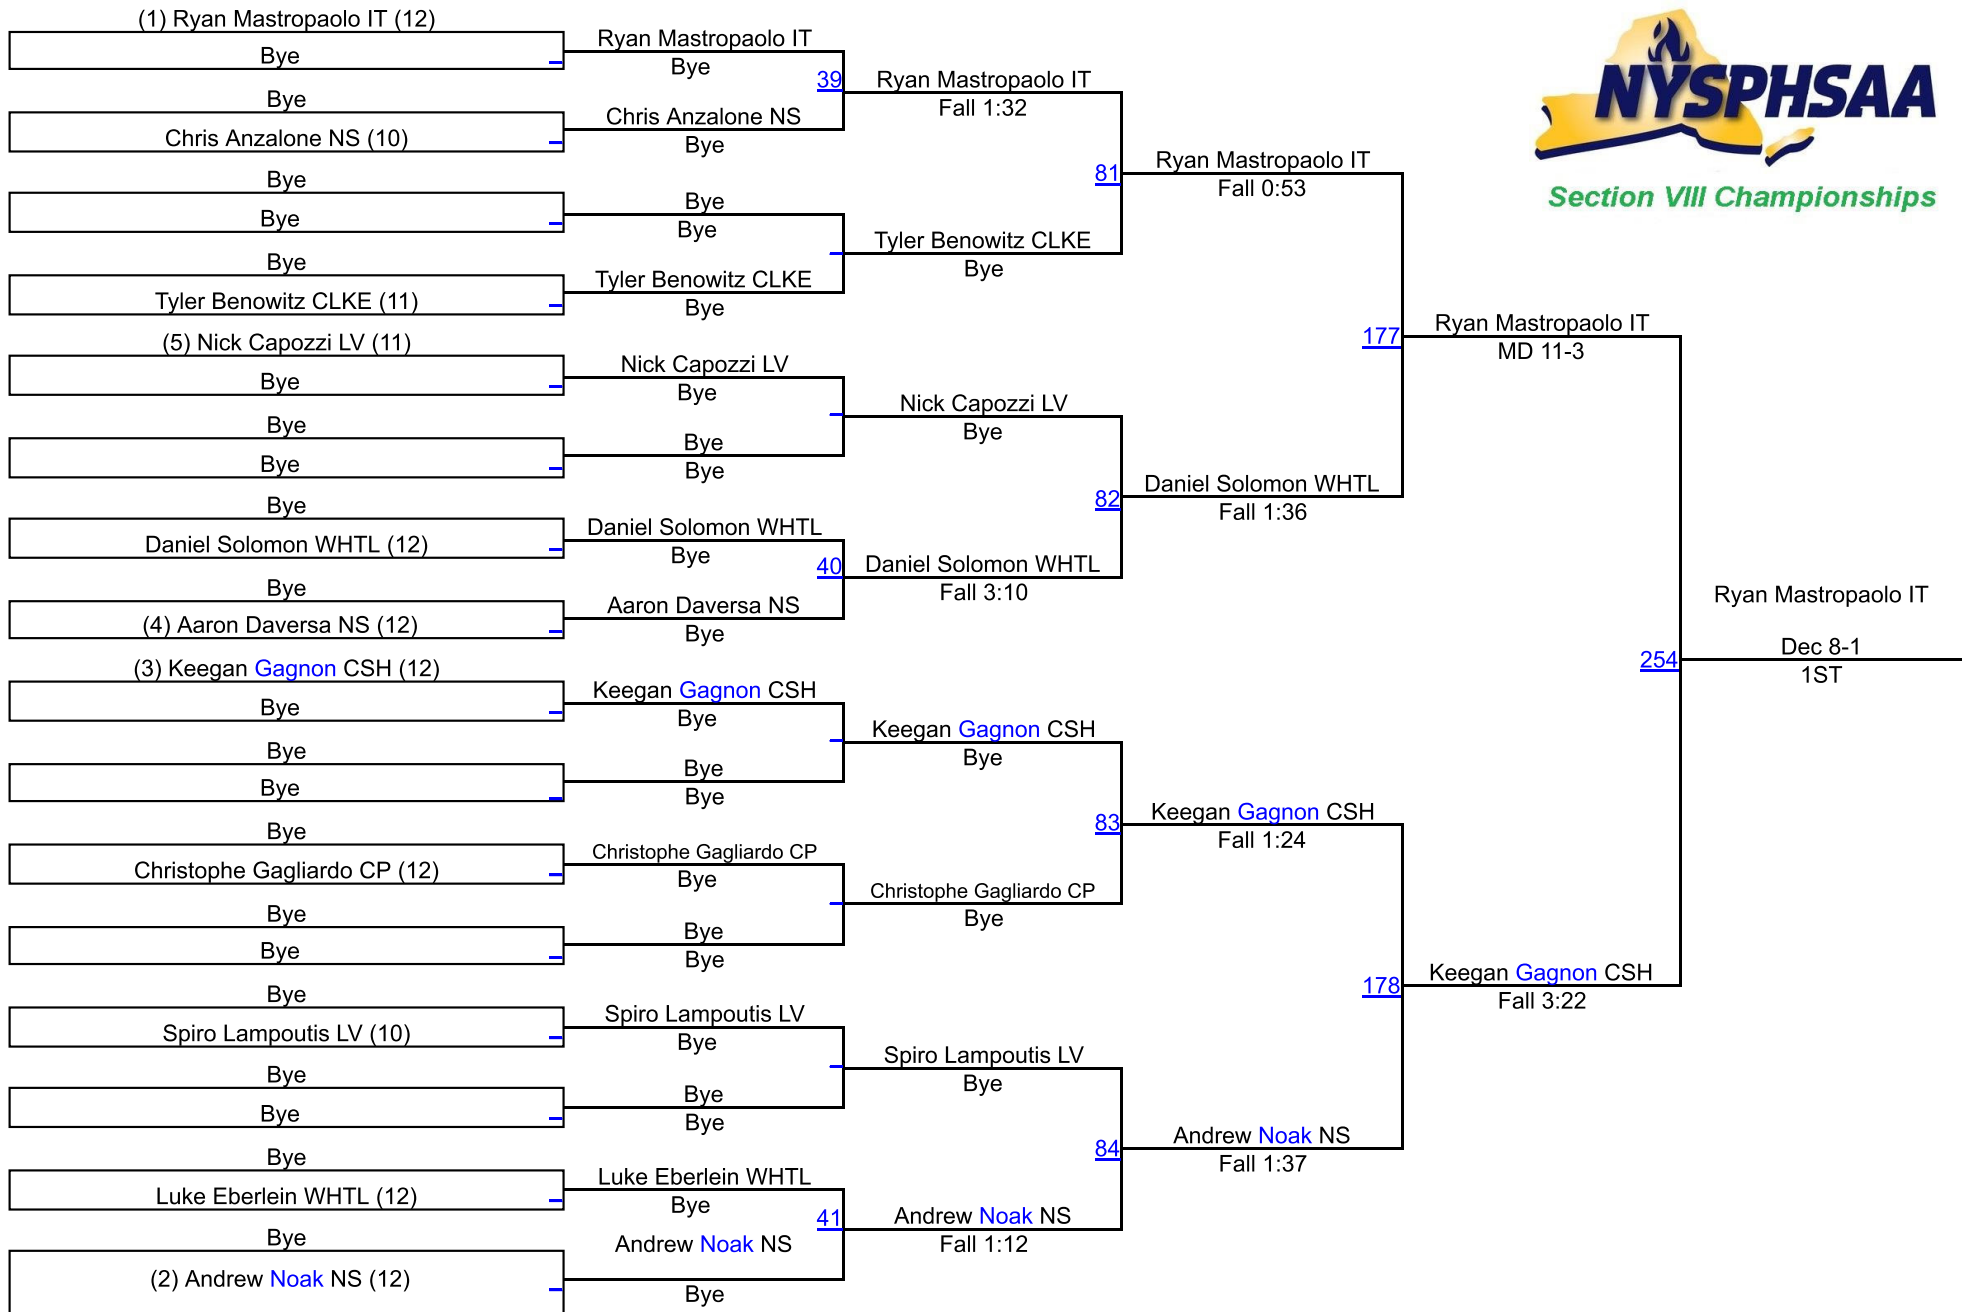 (1) Ryan Mastropaolo IT (12)
Bye
Bye
Chris Anzalone NS (10)
Bye
Bye
Bye
Tyler Benowitz CLKE (11)
(5) Nick Capozzi LV (11)
Bye
Bye
Bye
Bye
Daniel Solomon WHTL (12)
Bye
(4) Aaron Daversa NS (12)
(3) Keegan Gagnon CSH (12)
Bye
Bye
Bye
Bye
Christophe Gagliardo CP (12)
Bye
Bye
Bye
Spiro Lampoutis LV (10)
Bye
Bye
Bye
Luke Eberlein WHTL (12)
Bye
(2) Andrew Noak NS (12)
Ryan Mastropaolo IT
Bye
39
Chris Anzalone NS
Bye
Bye
Bye
Tyler Benowitz CLKE
Bye
Nick Capozzi LV
Bye
Bye
Bye
Daniel Solomon WHTL
Bye
40
Aaron Daversa NS
Bye
Keegan Gagnon CSH
Bye
Bye
Bye
Christophe Gagliardo CP
Bye
Bye
Bye
Spiro Lampoutis LV
Bye
Bye
Bye
Luke Eberlein WHTL
Bye
41
Andrew Noak NS
Bye
Ryan Mastropaolo IT
Fall 1:32
81
Tyler Benowitz CLKE
Bye
Nick Capozzi LV
Bye
82
Daniel Solomon WHTL
Fall 3:10
Keegan Gagnon CSH
Bye
83
Christophe Gagliardo CP
Bye
Spiro Lampoutis LV
Bye
84
Andrew Noak NS
Fall 1:12
Ryan Mastropaolo IT
Fall 0:53
177
Daniel Solomon WHTL
Fall 1:36
Keegan Gagnon CSH
Fall 1:24
178
Andrew Noak NS
Fall 1:37
Ryan Mastropaolo IT
MD 11-3
254
Keegan Gagnon CSH
Fall 3:22
NYSPHSAA
Section VIII Championships
Ryan Mastropaolo IT
Dec 8-1
1ST